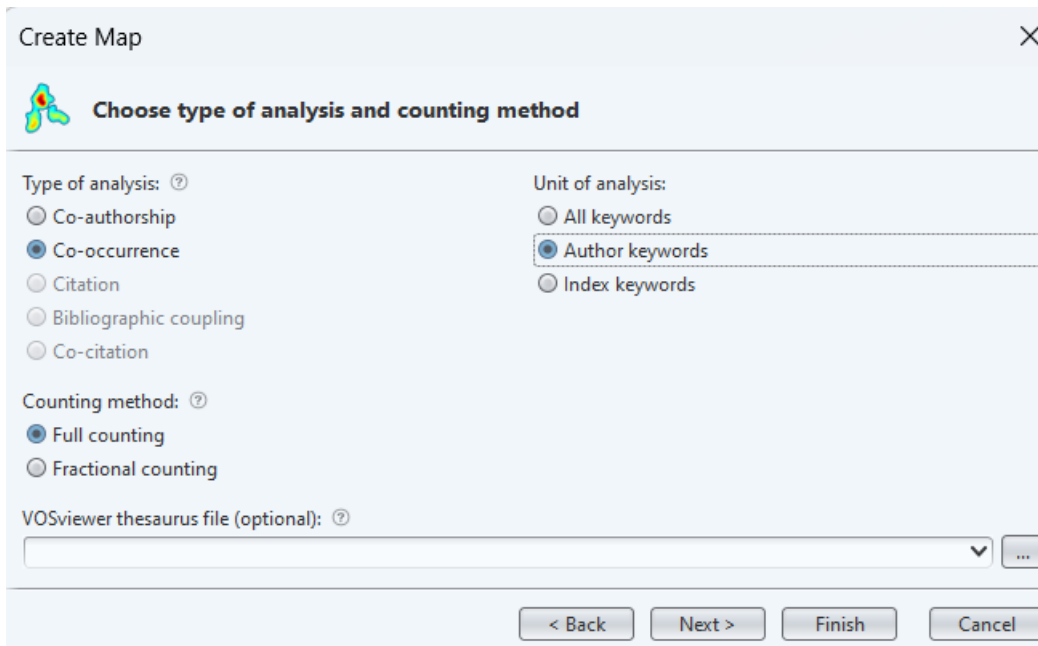 Create Map
Choose type of analysis and counting method
Type of analysis: ?
Unit of analysis:
Co-authorship
All keywords
Co-occurrence
Author keywords
Citation
Index keywords
Bibliographic coupling
Co-citation
Counting method: ?
Full counting
Fractional counting
VOSviewer thesaurus file (optional): ?
...
< Back
Next >
Finish
Cancel